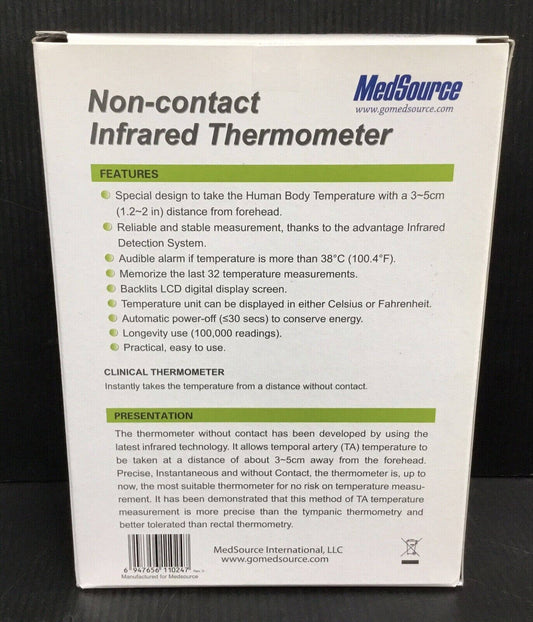 MedSource
www.gomedsource.com
Non-contact
Infrared Thermometer
FEATURES
Special design to take the Human Body Temperature with a 3~5cm
(1.2~2 in) distance from forehead.
Reliable and stable measurement, thanks to the advantage Infrared
Detection System.
Audible alarm if temperature is more than 38°C (100.4°F).
Memorize the last 32 temperature measurements.
Backlits LCD digital display screen.
Temperature unit can be displayed in either Celsius or Fahrenheit.
Automatic power-off (≤30 secs) to conserve energy.
Longevity use (100,000 readings).
Practical, easy to use.
CLINICAL THERMOMETER
Instantly takes the temperature from a distance without contact.
PRESENTATION
The thermometer without contact has been developed by using the
latest infrared technology. It allows temporal artery (TA) temperature to
be taken at a distance of about 3~5cm away from the forehead.
Precise, Instantaneous and without Contact, the thermometer is, up to
now, the most suitable thermometer for no risk on temperature measu-
rement. It has been demonstrated that this method of TA temperature
measurement is more precise than the tympanic thermometry and
better tolerated than rectal thermometry.
6 947656 110247
Manufactured for Medsource
MedSource International, LLC
www.gomedsource.com